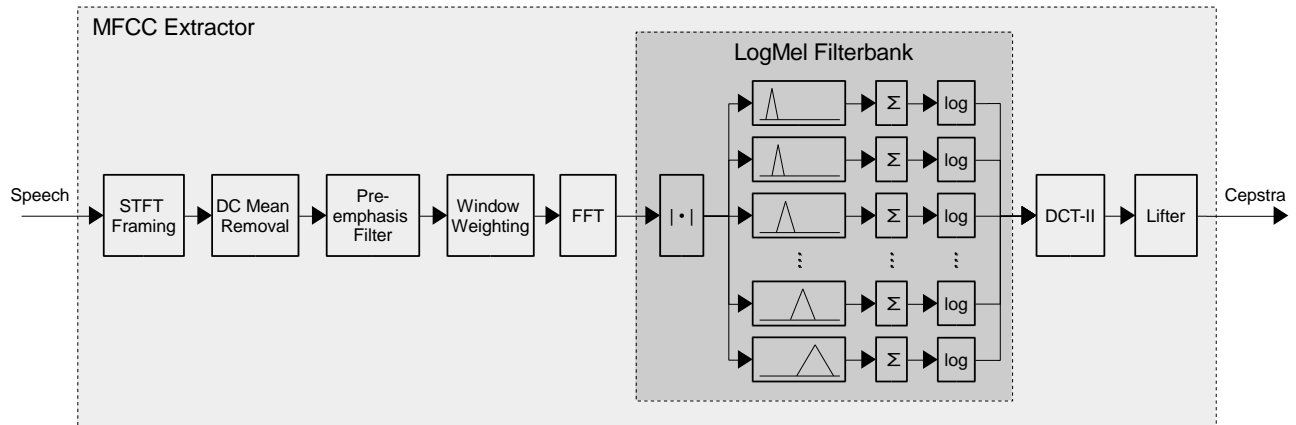 MFCC Extractor
LogMel Filterbank
Σ
log
Σ
log
Speech
STFT
Framing
DC Mean
Removal
Pre-
emphasis
Filter
Window
Weighting
FFT
|•|
Σ
log
DCT-II
Lifter
Cepstra
Σ
log
Σ
log